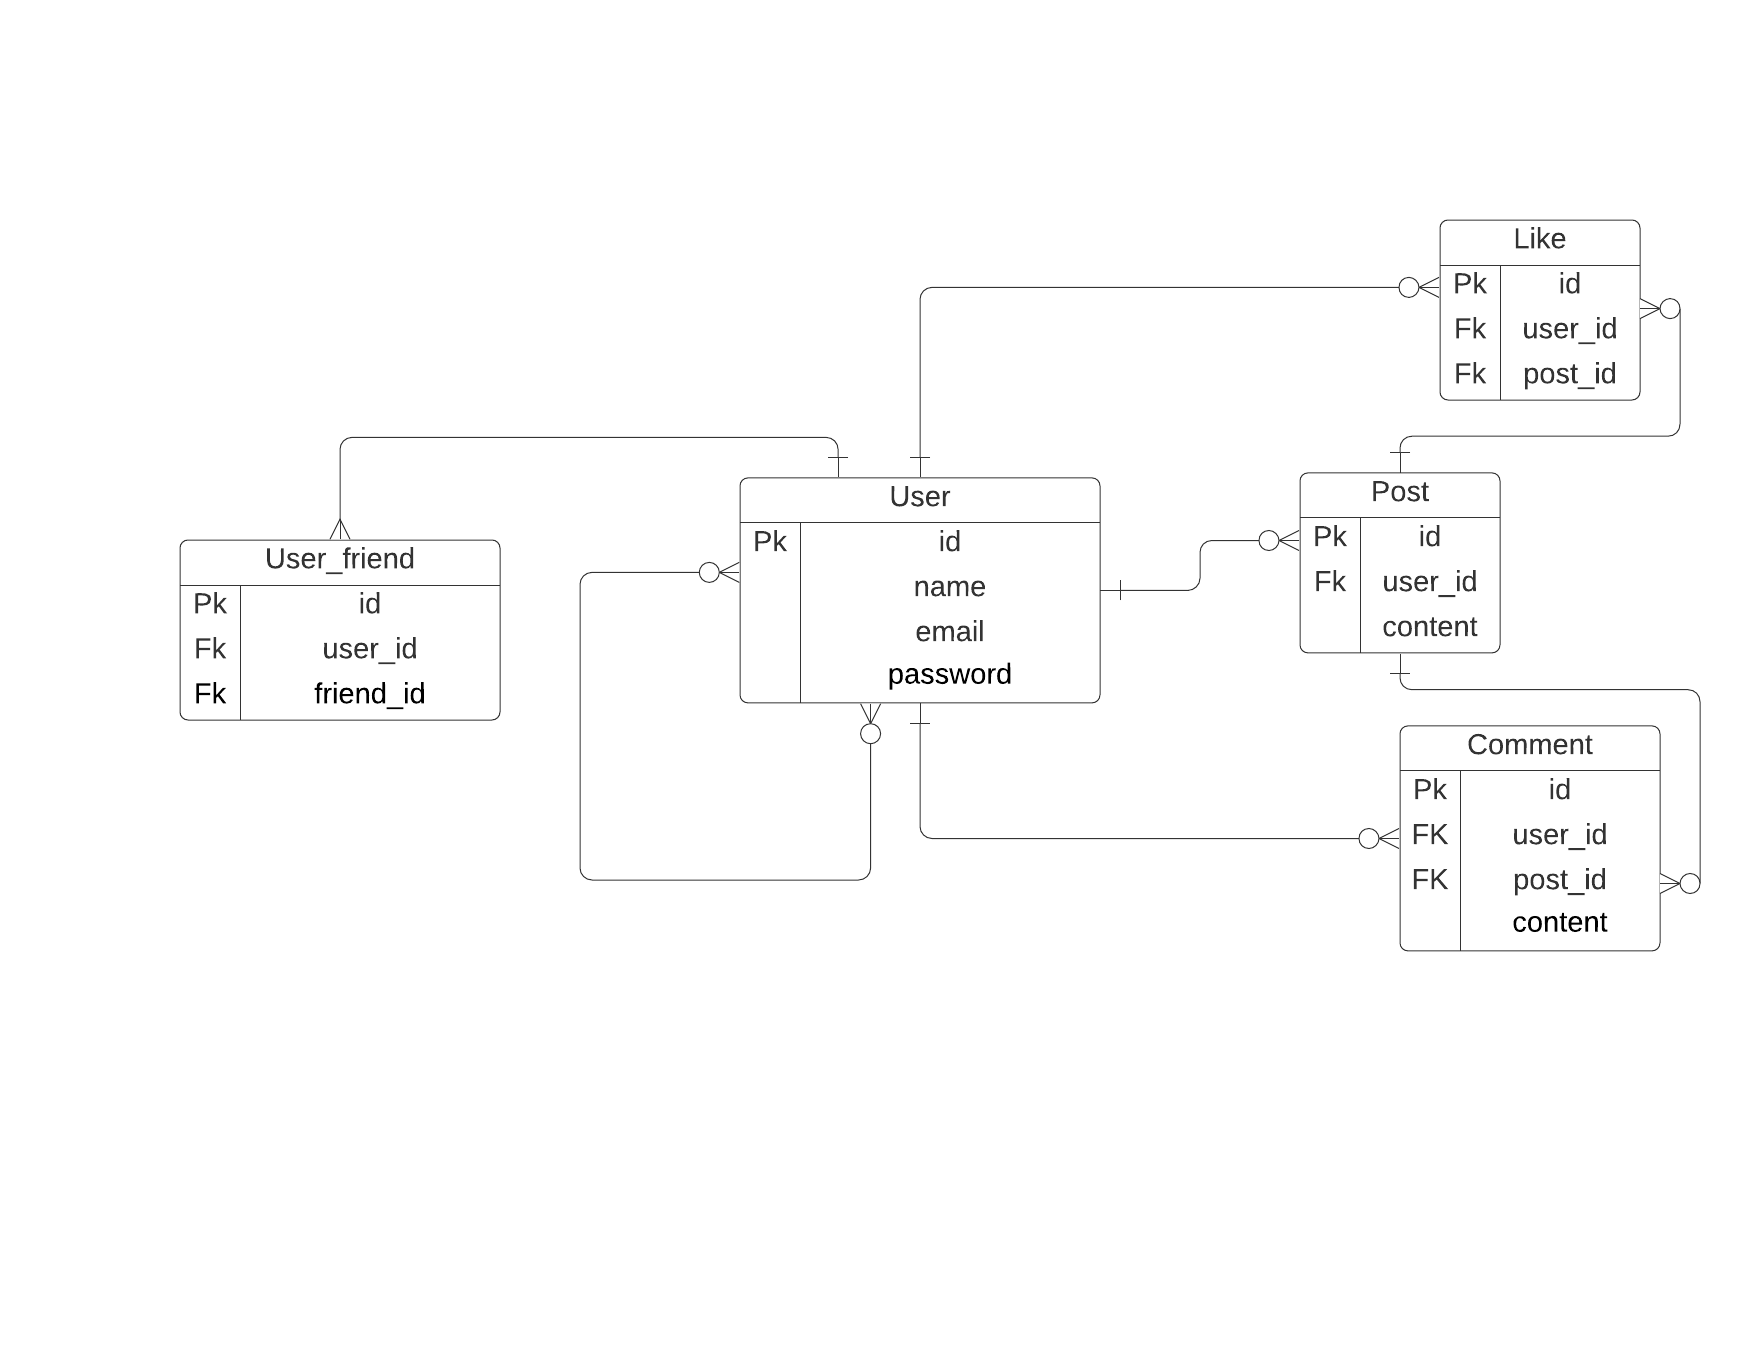 Like
Pk id
Fk user_id
Fk post_id
User_friend
Pk id
Fk user_id
Fk friend_id
User
Pk id
name
email
password
Post
Pk id
Fk user_id
content
Comment
Pk id
FK user_id
FK post_id
content